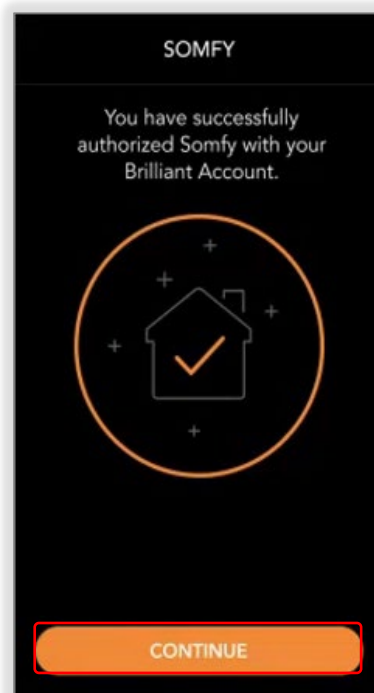 SOMFY
You have successfully
authorized Somfy with your
Brilliant Account.
CONTINUE